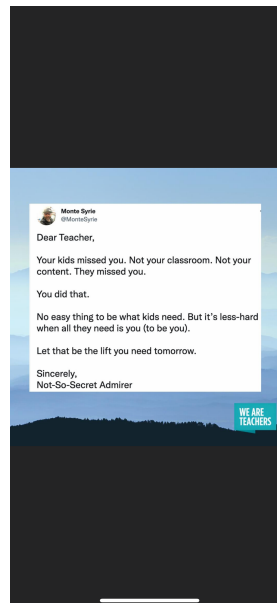 Monte Syrie
@MonteSyrie
Dear Teacher,
Your kids missed you. Not your classroom. Not your
content. They missed you.
You did that.
No easy thing to be what kids need. But it's less-hard
when all they need is you (to be you).
Let that be the lift you need tomorrow.
Sincerely,
Not-So-Secret Admirer
WE ARE
TEACHERS